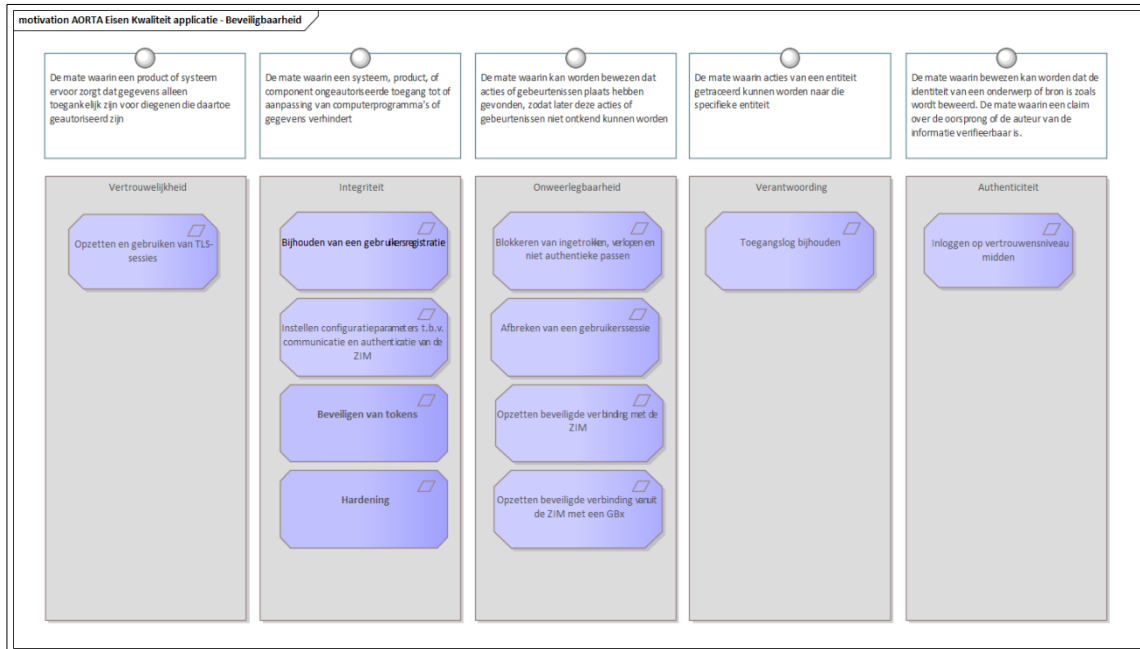 motivation AORTA Eisen Kwaliteit applicatie - Beveiligbaarheid
De mate waarin een product of systeem
ervoor zorgt dat gegevens alleen
toegankelijk zijn voor diegenen die daartoe
geautoriseerd zijn
De mate waarin een systeem, product, of
component ongeautoriseerde toegang tot of
aanpassing van computerprogramma's of
gegevens verhindert
De mate waarin kan worden bewezen dat
acties of gebeurtenissen plaats hebben
gevonden, zodat later deze acties of
gebeurtenissen niet ontkend kunnen worden
De mate waarin acties van een entiteit
getraceerd kunnen worden naar die
specifieke entiteit
De mate waarin bewezen kan worden dat de
identiteit van een onderwerp of bron is zoals
wordt beweerd. De mate waarin een claim
over de oorsprong of de auteur van de
informatie verifieerbaar is.
Vertrouwelijkheid
Opzetten en gebruiken van TLS-
sessies
Integriteit
Bijhouden van een gebruikersregistratie
Instellen configuratieparameters t.b.v.
communicatie en authenticatie van de
ZIM
Beveiligen van tokens
Hardening
Onweerlegbaarheid
Blokkeren van ingetrokken, verlopen en
niet authentieke passen
Afbreken van een gebruikerssessie
Opzetten beveiligde verbinding met de
ZIM
Opzetten beveiligde verbinding vanuit
de ZIM met een GBx
Verantwoording
Toegangslog bijhouden
Authenticiteit
Inloggen op vertrouwensniveau
midden